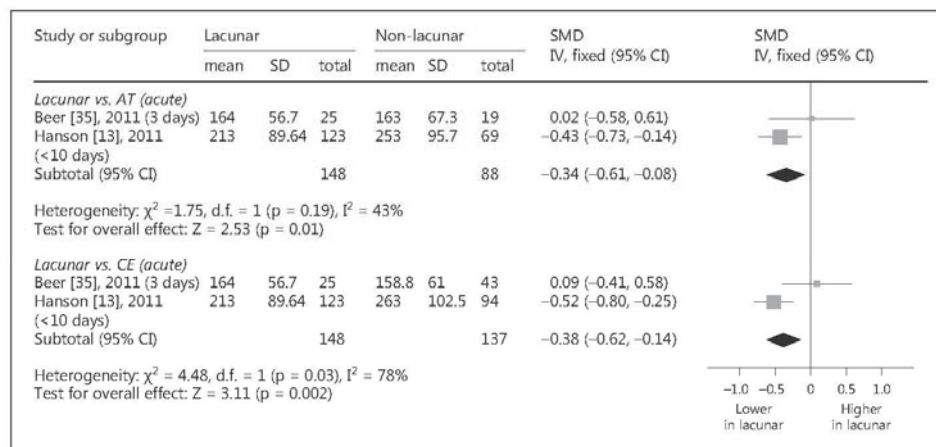 Study or subgroup Lacunar Non-lacunar SMD SMD
mean SD total mean SD total IV, fixed (95% CI) IV, fixed (95% CI)
Lacunar vs. AT (acute)
Beer [35], 2011 (3 days) 164 56.7 25 163 67.3 19 0.02 (−0.58, 0.61)
Hanson [13], 2011 213 89.64 123 253 95.7 69 −0.43 (−0.73, −0.14)
(<10 days)
Subtotal (95% CI) 148 88 −0.34 (−0.61, −0.08)
Heterogeneity: χ² =1.75, d.f. = 1 (p = 0.19), I² = 43%
Test for overall effect: Z = 2.53 (p = 0.01)
Lacunar vs. CE (acute)
Beer [35], 2011 (3 days) 164 56.7 25 158.8 61 43 0.09 (−0.41, 0.58)
Hanson [13], 2011 213 89.64 123 263 102.5 94 −0.52 (−0.80, −0.25)
(<10 days)
Subtotal (95% CI) 148 137 −0.38 (−0.62, −0.14)
Heterogeneity: χ² = 4.48, d.f. = 1 (p = 0.03), I² = 78%
Test for overall effect: Z = 3.11 (p = 0.002)
−1.0 −0.5 0 0.5 1.0
Lower Higher
in lacunar in lacunar